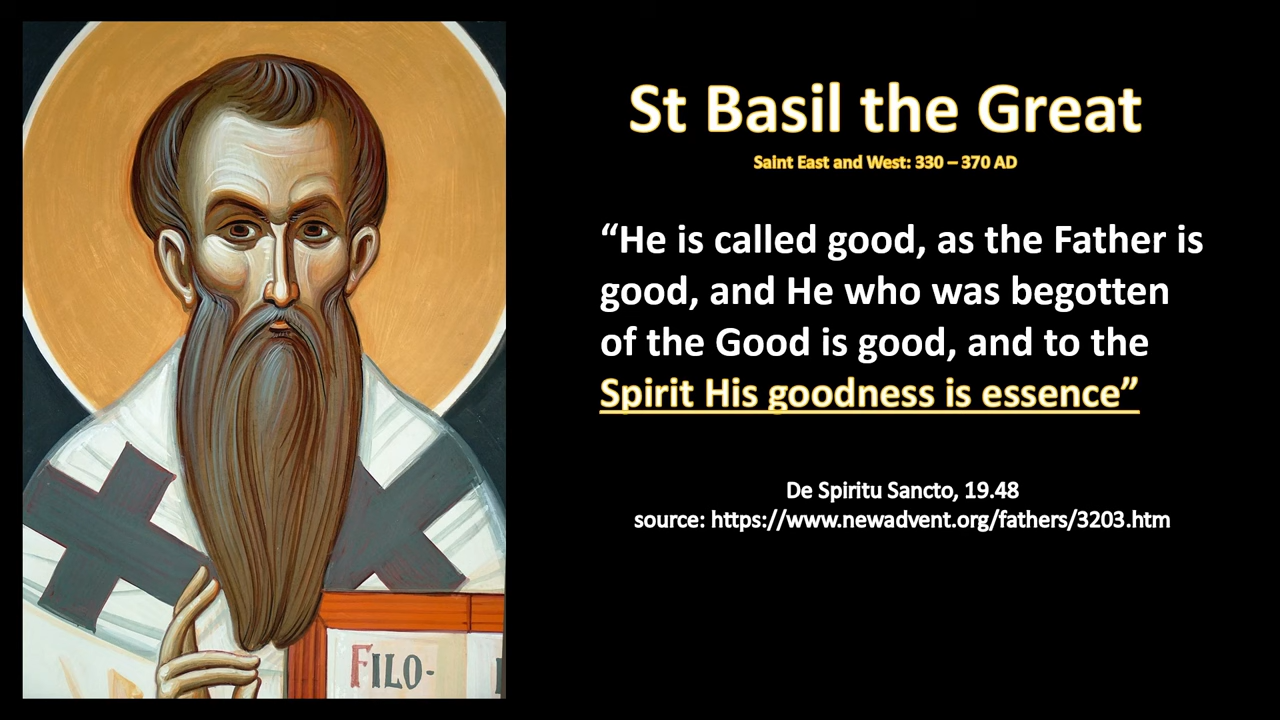 St Basil the Great
Saint East and West: 330 – 370 AD
“He is called good, as the Father is
good, and He who was begotten
of the Good is good, and to the
Spirit His goodness is essence”
De Spiritu Sancto, 19.48
source: https://www.newadvent.org/fathers/3203.htm
FILO-